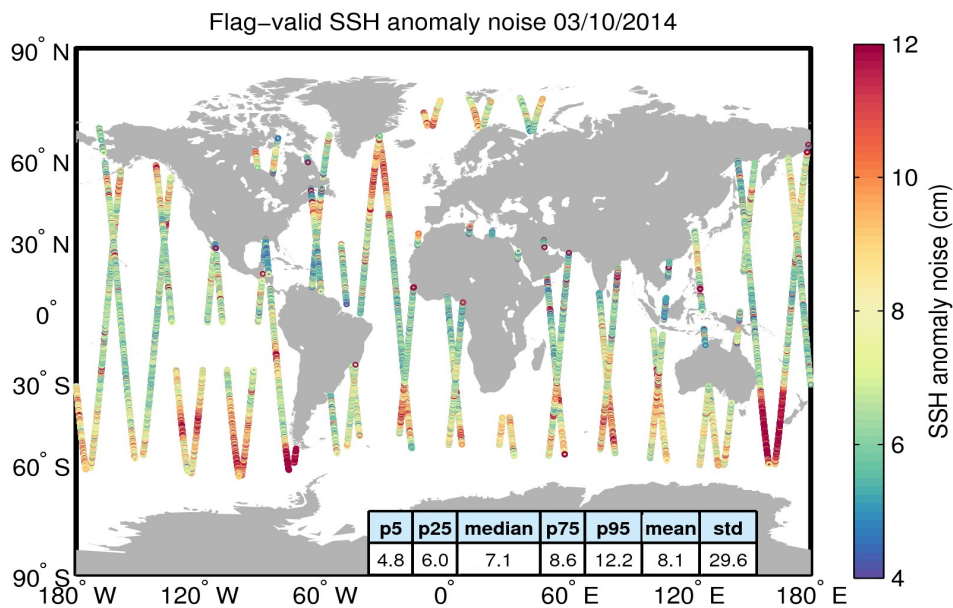 Flag−valid SSH anomaly noise 03/10/2014
90° N
60° N
30° N
0°
30° S
60° S
90° S
180° W
120° W
60° W
0°
60° E
120° E
180° E
p5 p25 median p75 p95 mean std
4.8 6.0 7.1 8.6 12.2 8.1 29.6
12
10
8
6
4
SSH anomaly noise (cm)